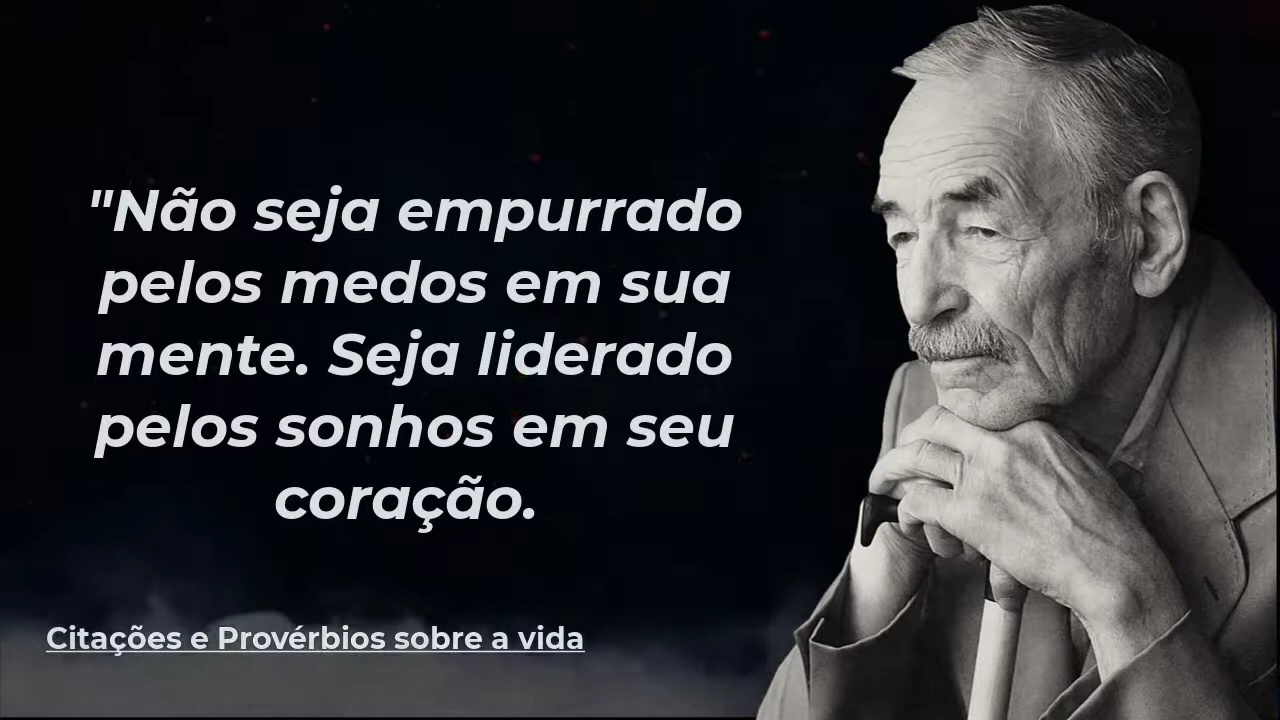 "Não seja empurrado
pelos medos em sua
mente. Seja liderado
pelos sonhos em seu
coração.
Citações e Provérbios sobre a vida